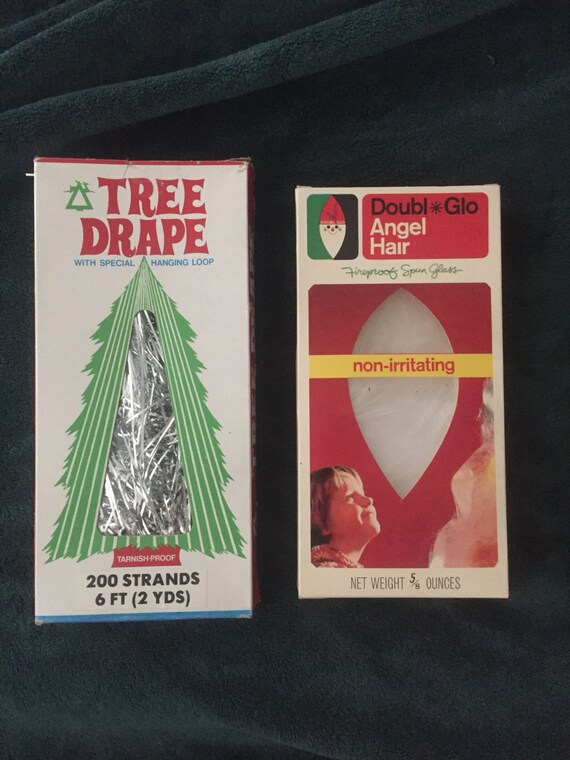 TREE
DRAPE
WITH SPECIAL HANGING LOOP
TARNISH-PROOF
200 STRANDS
6 FT (2 YDS)
Doubl*Glo
Angel
Hair
Fireproof Spun Glass
non-irritating
NET WEIGHT 5/8 OUNCES